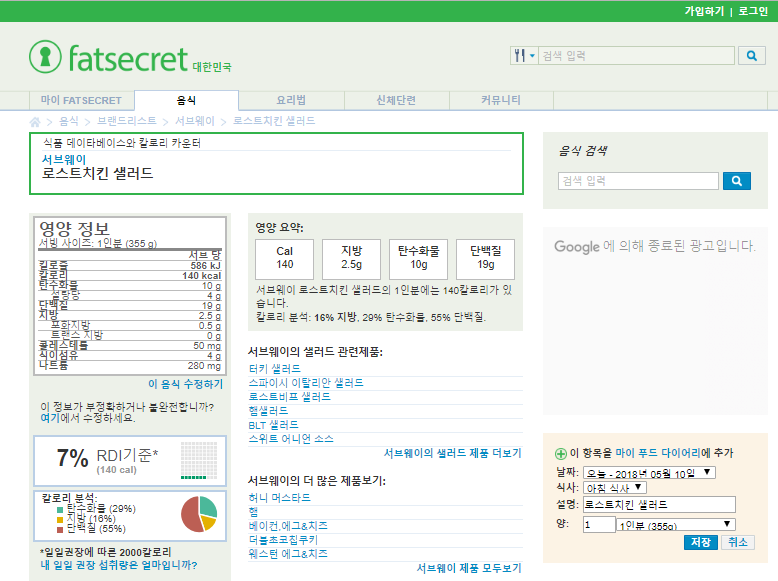 가입하기 | 로그인
fatsecret 대한민국
검색 입력
마이 FATSECRET 음식 요리법 신체단련 커뮤니티
음식 > 브랜드리스트 > 서브웨이 > 로스트치킨 샐러드
식품 데이타베이스와 칼로리 카운터
서브웨이
로스트치킨 샐러드
영양 정보
서빙 사이즈: 1인분 (355 g)
서브 당
킬로쥴 586 kJ
칼로리 140 kcal
탄수화물 10 g
설탕당 4 g
단백질 19 g
지방 2.5 g
포화지방 0.5 g
트랜스 지방 0 g
콜레스테롤 50 mg
식이섬유 4 g
나트륨 280 mg
이 음식 수정하기
이 정보가 부정확하거나 불완전합니까?
여기에서 수정하세요.
7% RDI기준*
(140 cal)
칼로리 분석:
탄수화물 (29%)
지방 (16%)
단백질 (55%)
*일일권장에 따른 2000칼로리
내 일일 권장 섭취량은 얼마입니까?
영양 요약:
Cal 지방 탄수화물 단백질
140 2.5g 10g 19g
서브웨이 로스트치킨 샐러드의 1인분에는 140칼로리가 있
습니다.
칼로리 분석: 16% 지방, 29% 탄수화물, 55% 단백질.
서브웨이의 샐러드 관련제품:
터키 샐러드
스파이시 이탈리안 샐러드
로스트비프 샐러드
햄샐러드
BLT 샐러드
스위트 어니언 소스
서브웨이의 샐러드 제품 더보기
서브웨이의 더 많은 제품보기:
허니 머스타드
햄
베이컨,에그&치즈
더블초코칩쿠키
웨스턴 에그&치즈
서브웨이 제품 모두보기
음식 검색
검색 입력
Google 에 의해 종료된 광고입니다.
이 항목을 마이 푸드 다이어리에 추가
날짜: 오늘 - 2018년 05월 10일
식사: 아침 식사
설명: 로스트치킨 샐러드
양: 1 1인분 (355g)
저장 취소